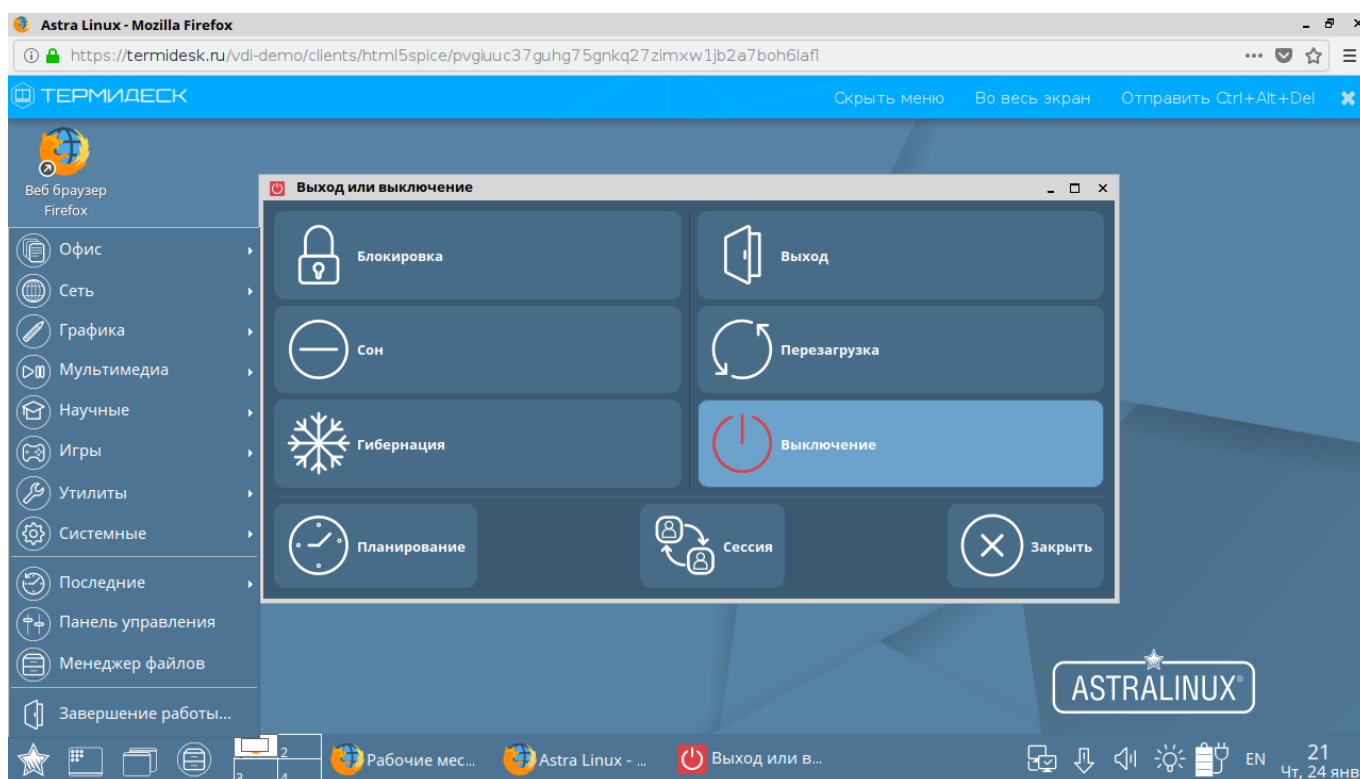 Astra Linux - Mozilla Firefox
https://termidesk.ru/vdi-demo/clients/html5spice/pvgiuuc37guhg75gnkq27zimxw1jb2a7boh6lafl
ТЕРМИДЕСК
Скрыть меню
Во весь экран
Отправить Ctrl+Alt+Del
Веб браузер
Firefox
Офис
Сеть
Графика
Мультимедиа
Научные
Игры
Утилиты
Системные
Последние
Панель управления
Менеджер файлов
Завершение работы...
Выход или выключение
Блокировка
Выход
Сон
Перезагрузка
Гибернация
Выключение
Планирование
Сессия
Закрыть
ASTRALINUX®
2
3
4
Рабочие мес...
Astra Linux - ...
Выход или в...
EN
21
Чт, 24 янв